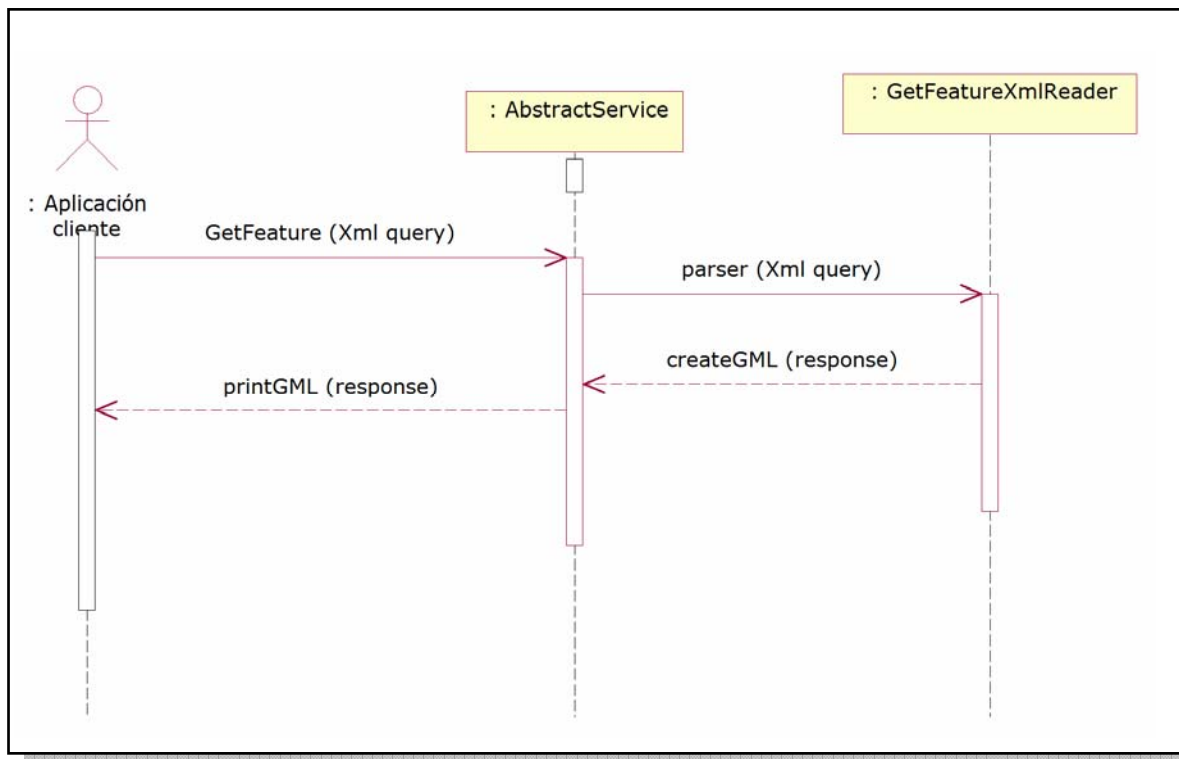 : AbstractService
: GetFeatureXmlReader
: Aplicación
cliente
GetFeature (Xml query)
parser (Xml query)
createGML (response)
printGML (response)